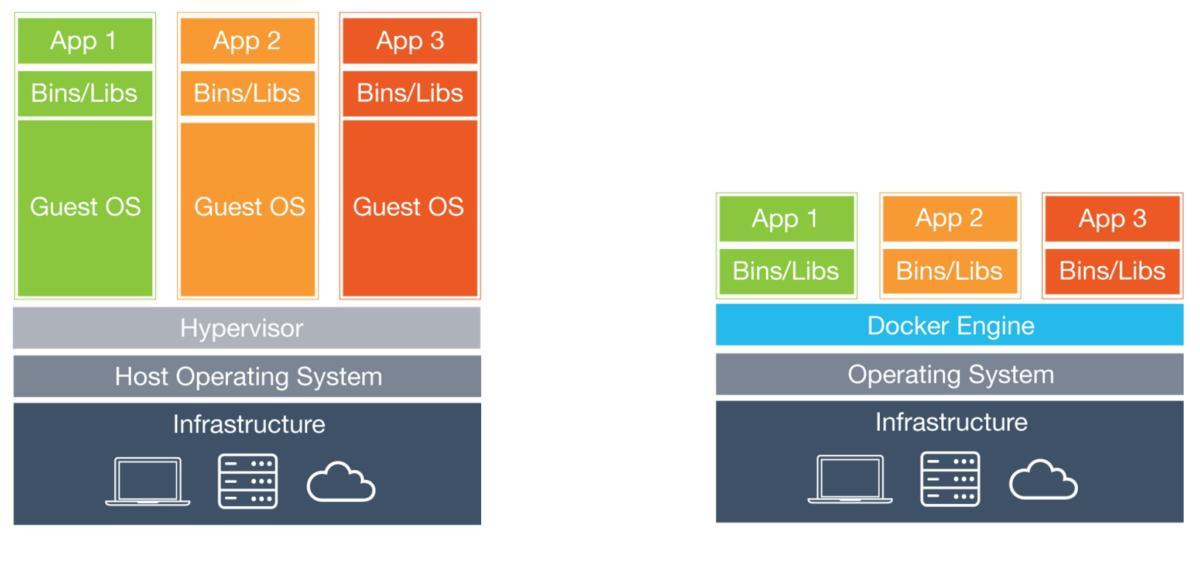 App 1
App 2
App 3
Bins/Libs
Bins/Libs
Bins/Libs
Guest OS
Guest OS
Guest OS
Hypervisor
Host Operating System
Infrastructure
App 1
App 2
App 3
Bins/Libs
Bins/Libs
Bins/Libs
Docker Engine
Operating System
Infrastructure